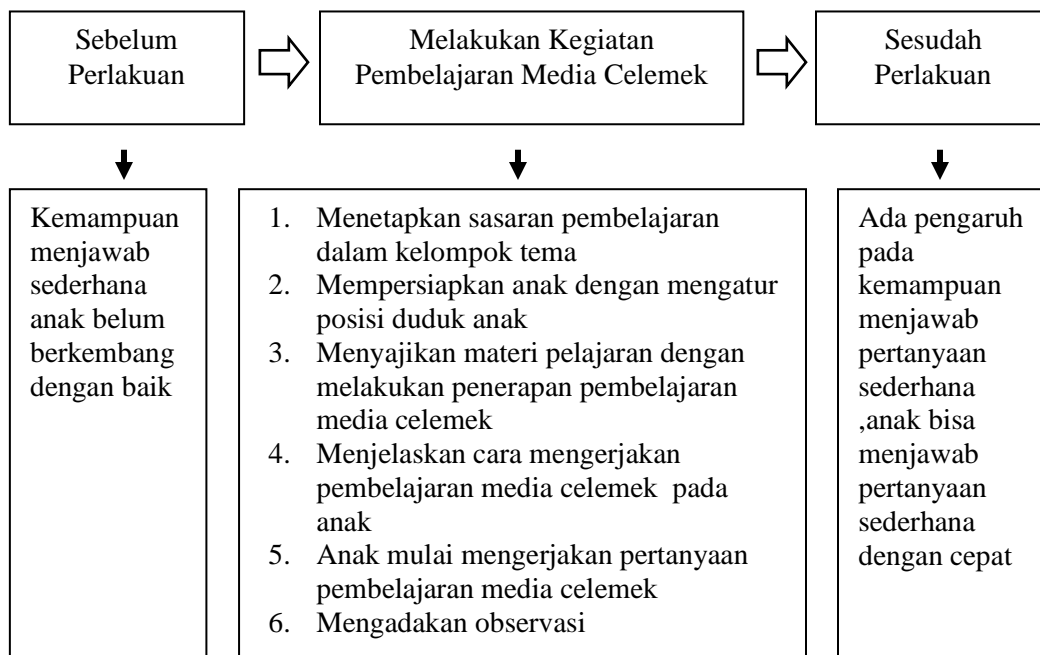 Sebelum
Perlakuan
Melakukan Kegiatan
Pembelajaran Media Celemek
Sesudah
Perlakuan
Kemampuan
menjawab
sederhana
anak belum
berkembang
dengan baik
1. Menetapkan sasaran pembelajaran
dalam kelompok tema
2. Mempersiapkan anak dengan mengatur
posisi duduk anak
3. Menyajikan materi pelajaran dengan
melakukan penerapan pembelajaran
media celemek
4. Menjelaskan cara mengerjakan
pembelajaran media celemek pada
anak
5. Anak mulai mengerjakan pertanyaan
pembelajaran media celemek
6. Mengadakan observasi
Ada pengaruh
pada
kemampuan
menjawab
pertanyaan
sederhana
,anak bisa
menjawab
pertanyaan
sederhana
dengan cepat